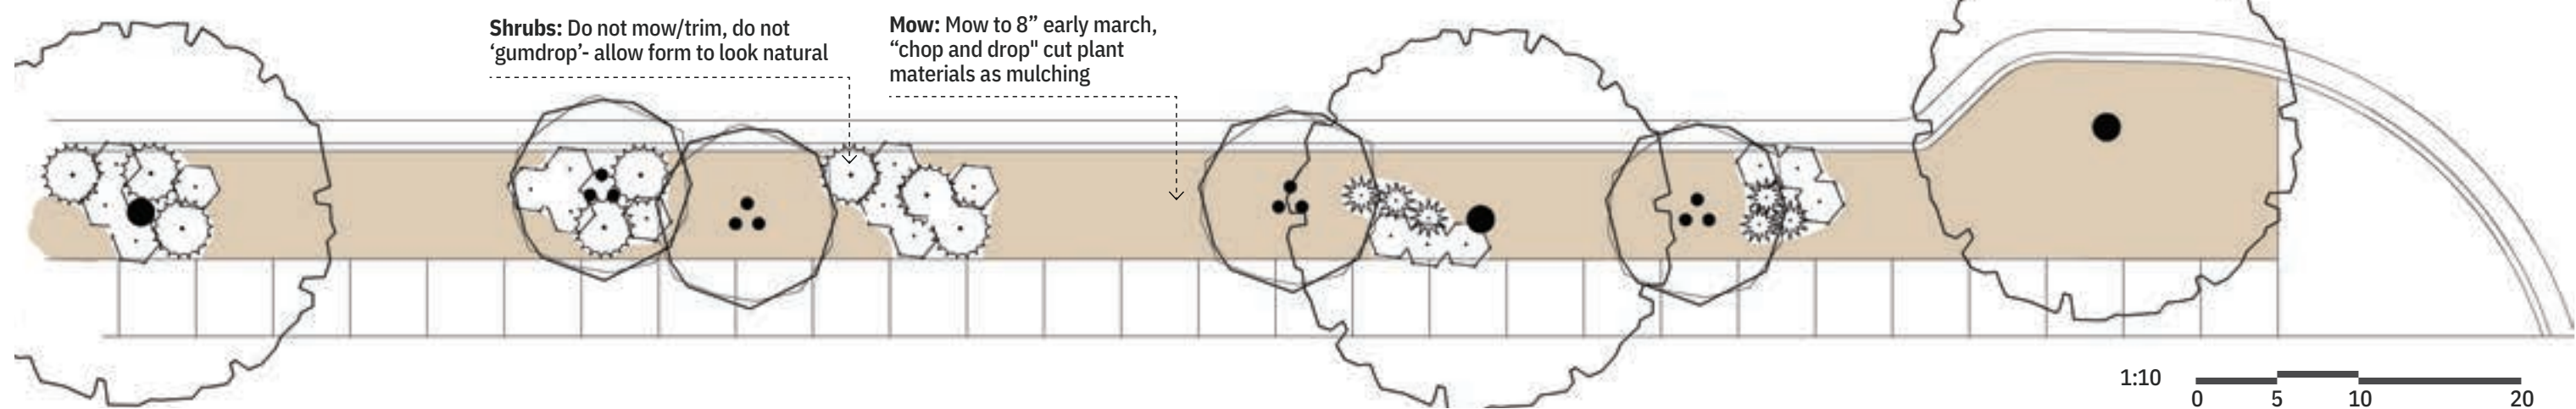 Shrubs: Do not mow/trim, do not
‘gumdrop’- allow form to look natural
Mow: Mow to 8” early march,
“chop and drop" cut plant
materials as mulching
1:10
0 5 10 20